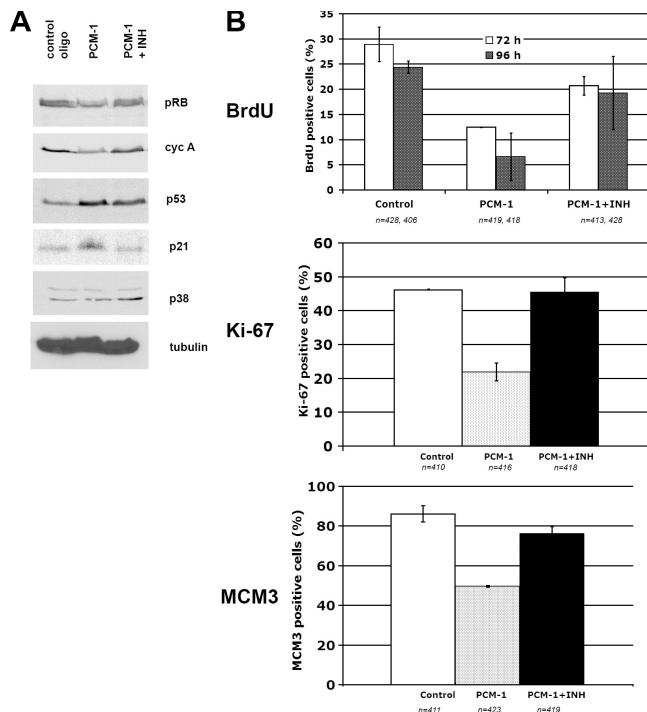 A
control
oligo
PCM-1
PCM-1
+ INH
pRB
cyc A
p53
p21
p38
tubulin
B
BrdU
BrdU positive cells (%)
35
30
25
20
15
10
5
0
72 h
96 h
Control
PCM-1
PCM-1+INH
n=428, 406
n=419, 418
n=413, 428
Ki-67
Ki-67 positive cells (%)
60
50
40
30
20
10
0
Control
PCM-1
PCM-1+INH
n=410
n=416
n=418
MCM3
MCM3 positive cells (%)
100
80
60
40
20
0
Control
PCM-1
PCM-1+INH
n=411
n=423
n=419